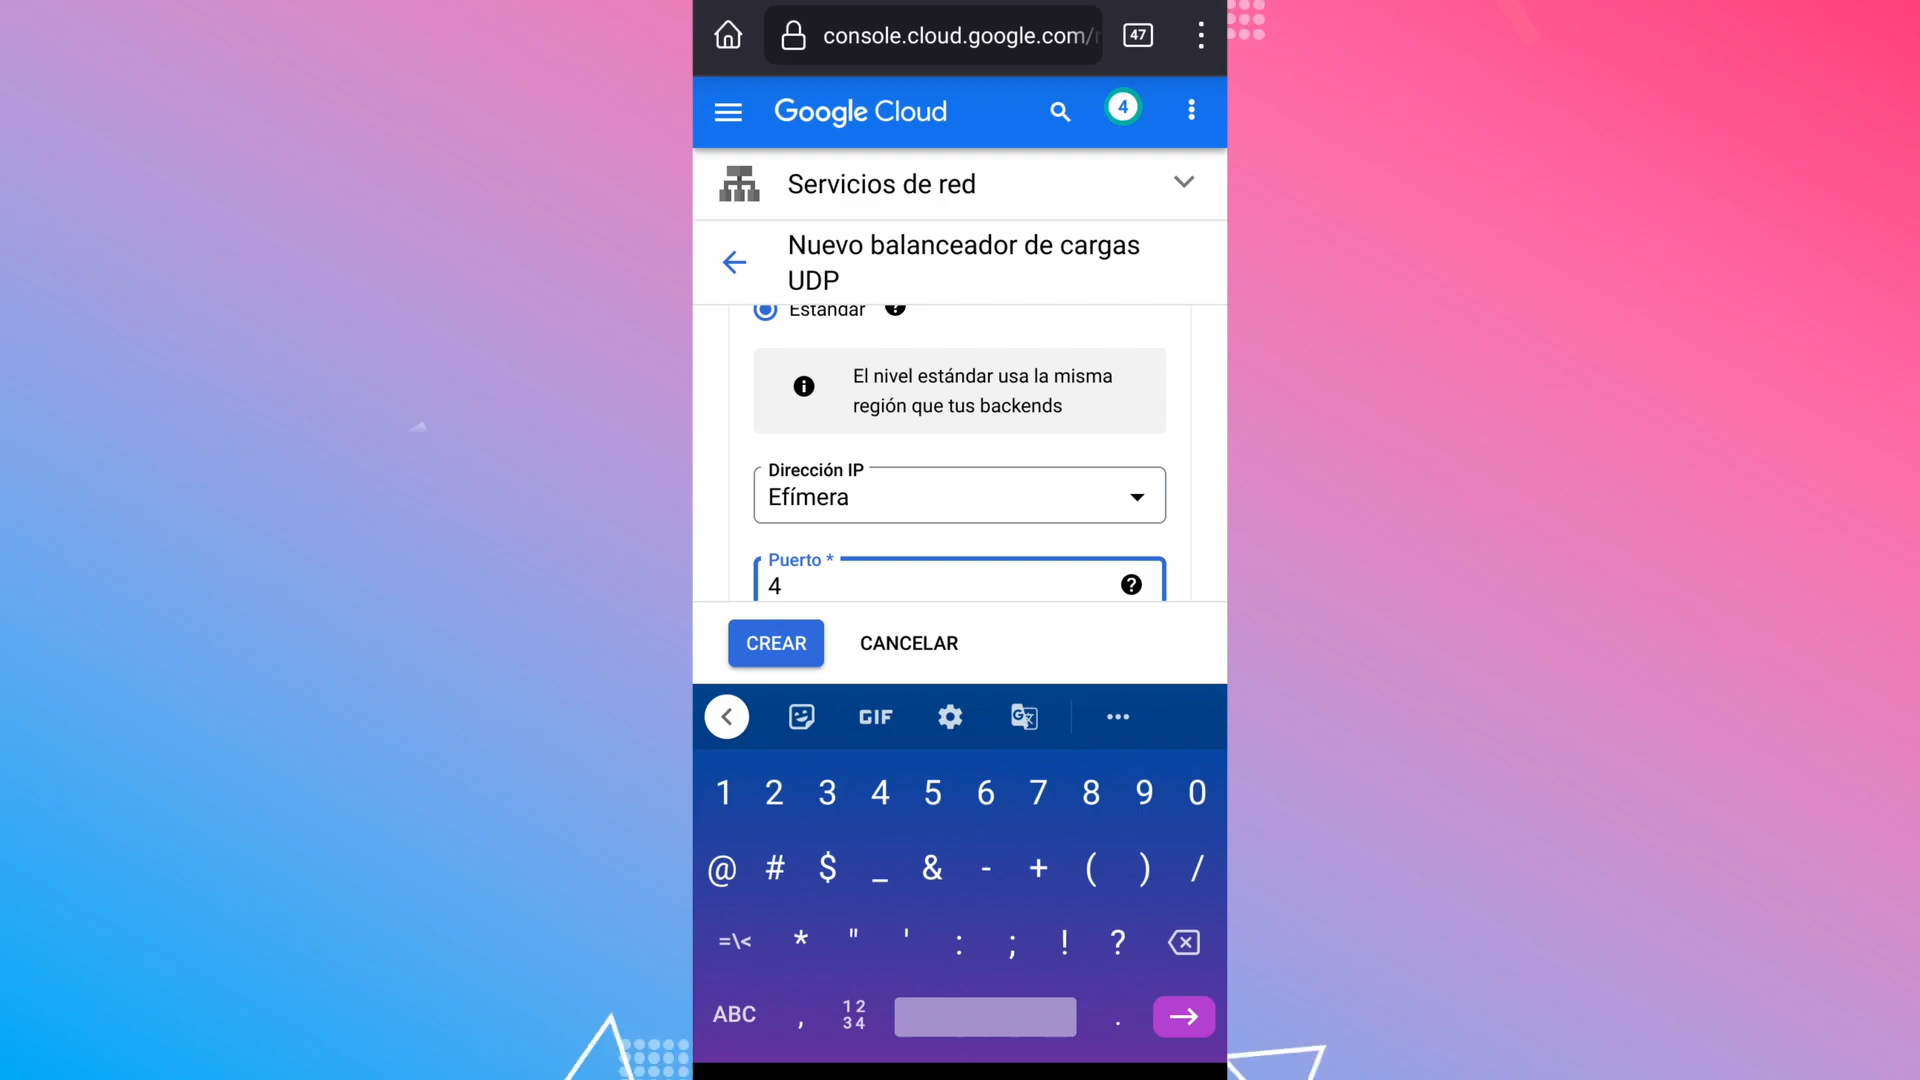 console.cloud.google.com/
47
Google Cloud
4
Servicios de red
Nuevo balanceador de cargas
UDP
Estándar
El nivel estándar usa la misma
región que tus backends
Dirección IP
Efímera
Puerto *
4
CREAR
CANCELAR
GIF
1 2 3 4 5 6 7 8 9 0
@ # $ _ & - + ( ) /
=\< * " ' : ; ! ?
ABC , 12 34 .